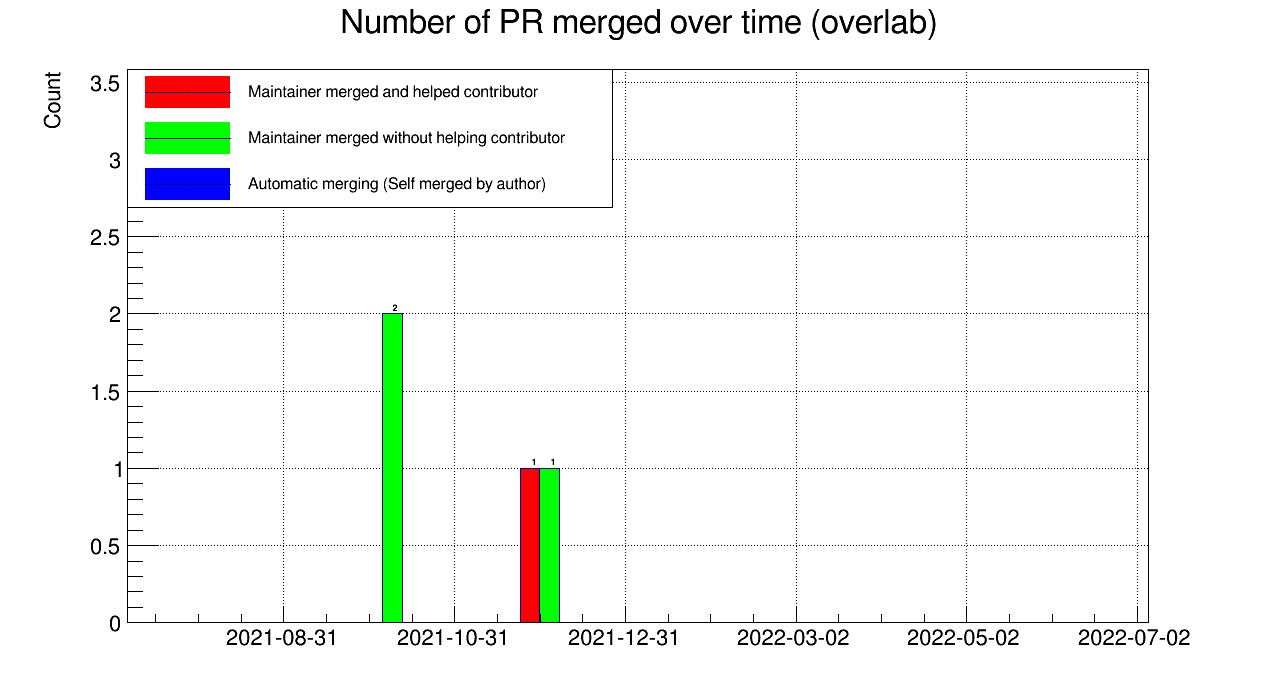 Number of PR merged over time (overlab)
Count
3.5
3
2.5
2
1.5
1
0.5
0
Maintainer merged and helped contributor
Maintainer merged without helping contributor
Automatic merging (Self merged by author)
2
1 1
2021-08-31 2021-10-31 2021-12-31 2022-03-02 2022-05-02 2022-07-02